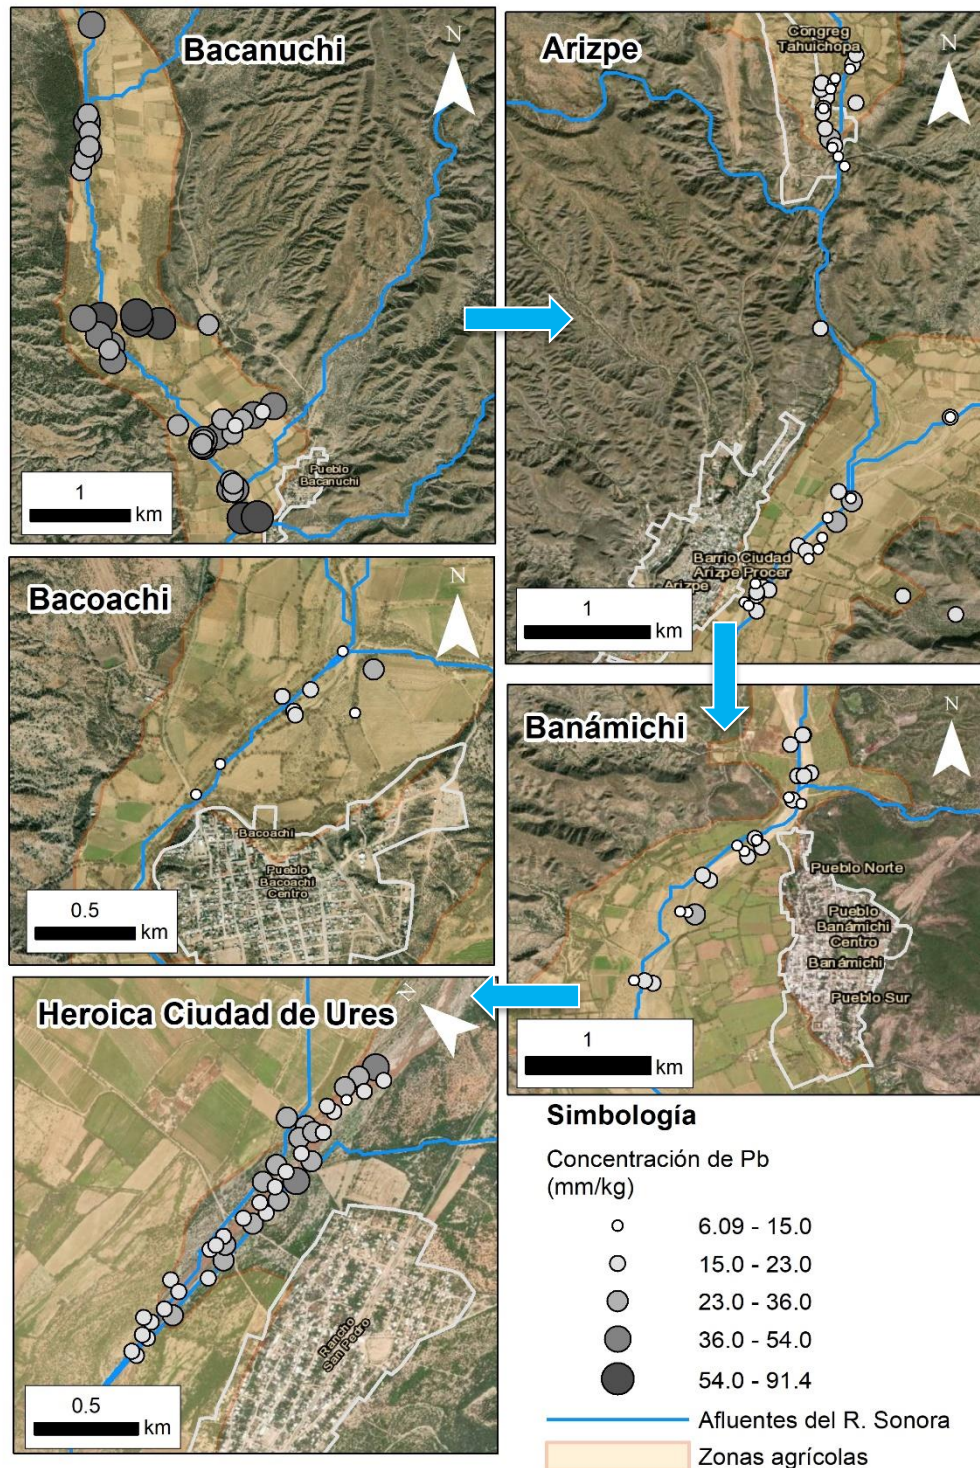 Bacanuchi
N
Pueblo
Bacanuchi
1
km
Arizpe
Congreg
Tahuichopa
N
Barrio Ciudad
Arizpe Procer
Arizpe
1
km
Bacoachi
N
Bacoachi
Pueblo
Bacoachi
Centro
0.5
km
Banámichi
N
Pueblo Norte
Pueblo
Banámichi
Centro
Banámichi
Pueblo Sur
1
km
Heroica Ciudad de Ures
N
Rancho
San Pedro
0.5
km
Simbología
Concentración de Pb
(mm/kg)
6.09 - 15.0
15.0 - 23.0
23.0 - 36.0
36.0 - 54.0
54.0 - 91.4
Afluentes del R. Sonora
Zonas agrícolas